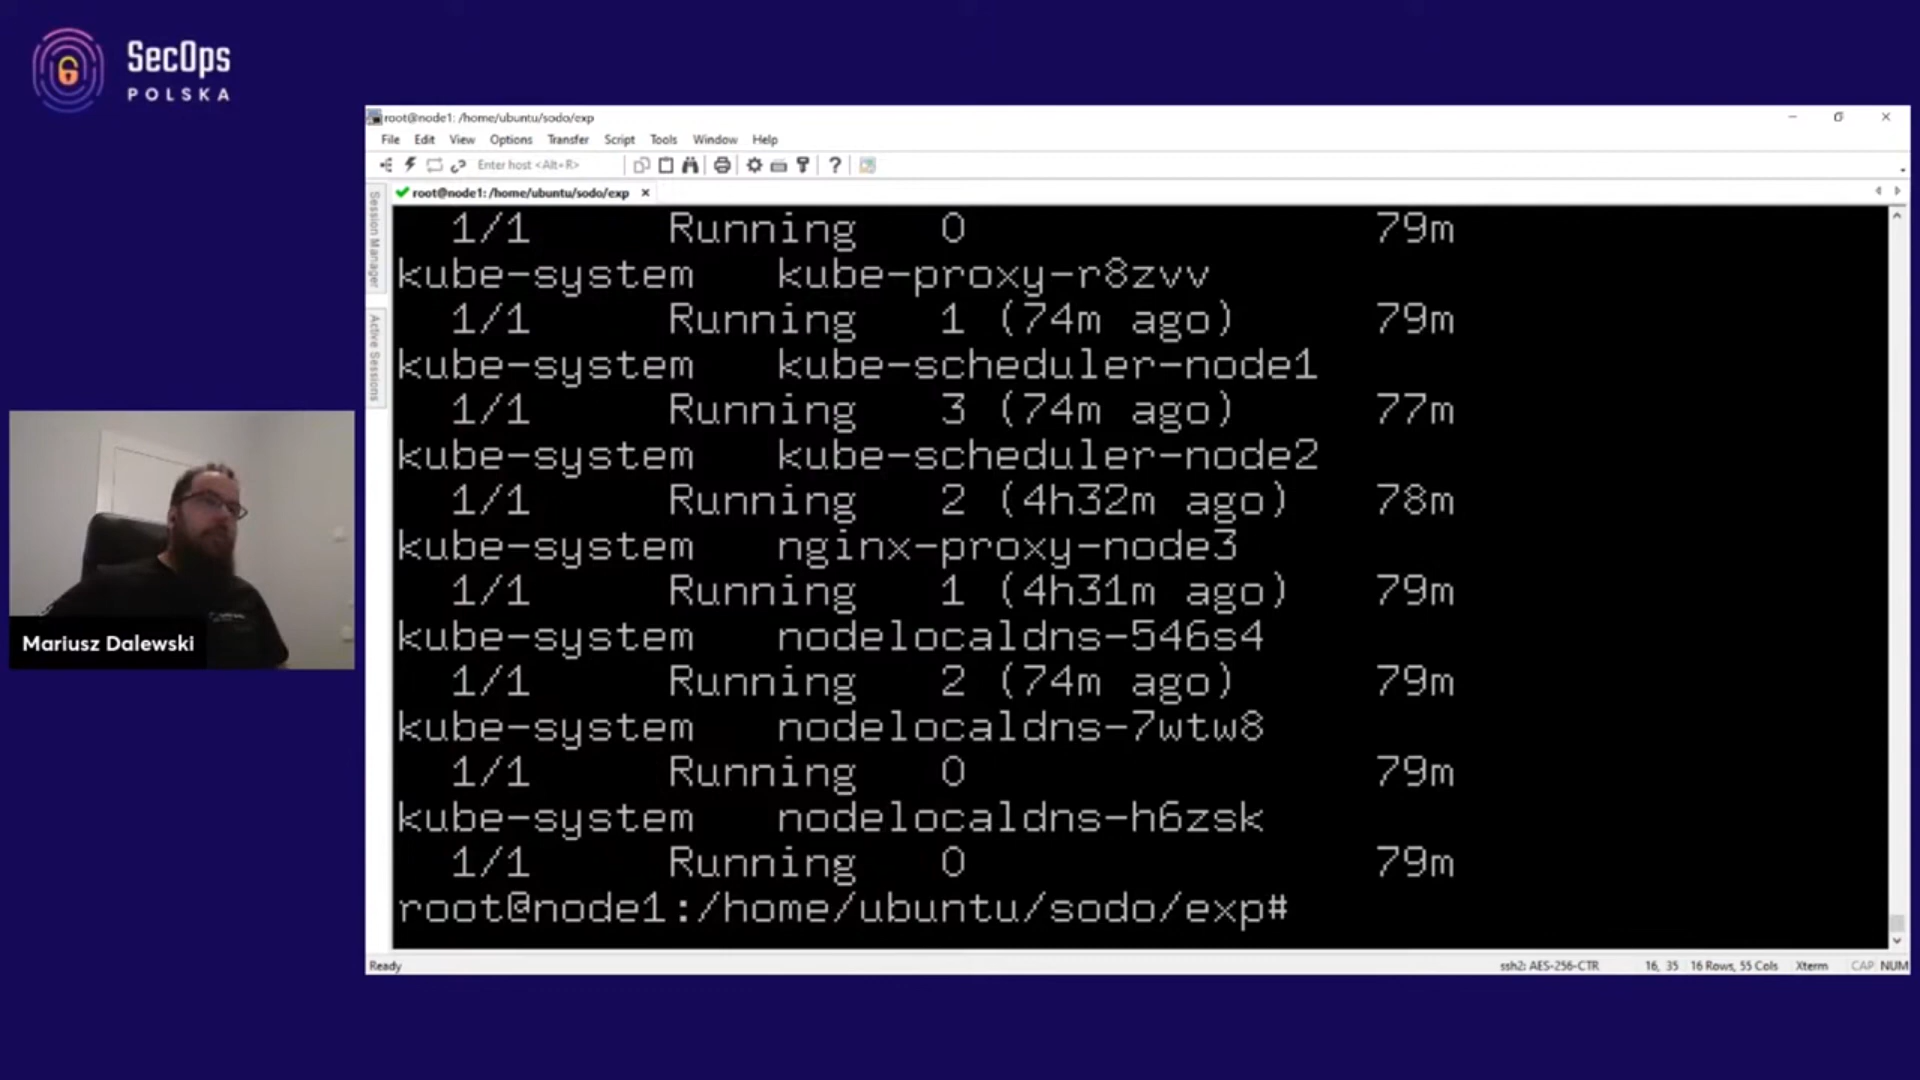 SecOps
POLSKA
root@node1: /home/ubuntu/sodo/exp
File Edit View Options Transfer Script Tools Window Help
Enter host <Alt+R>
root@node1: /home/ubuntu/sodo/exp
Session Manager
Active Sessions
1/1 Running 0 79m
kube-system kube-proxy-r8zvv
1/1 Running 1 (74m ago) 79m
kube-system kube-scheduler-node1
1/1 Running 3 (74m ago) 77m
kube-system kube-scheduler-node2
1/1 Running 2 (4h32m ago) 78m
kube-system nginx-proxy-node3
1/1 Running 1 (4h31m ago) 79m
kube-system nodelocaldns-546s4
1/1 Running 2 (74m ago) 79m
kube-system nodelocaldns-7wtw8
1/1 Running 0 79m
kube-system nodelocaldns-h6zsk
1/1 Running 0 79m
root@node1:/home/ubuntu/sodo/exp#
Mariusz Dalewski
Ready ssh2: AES-256-CTR 16, 35 16 Rows, 55 Cols Xterm CAP NUM